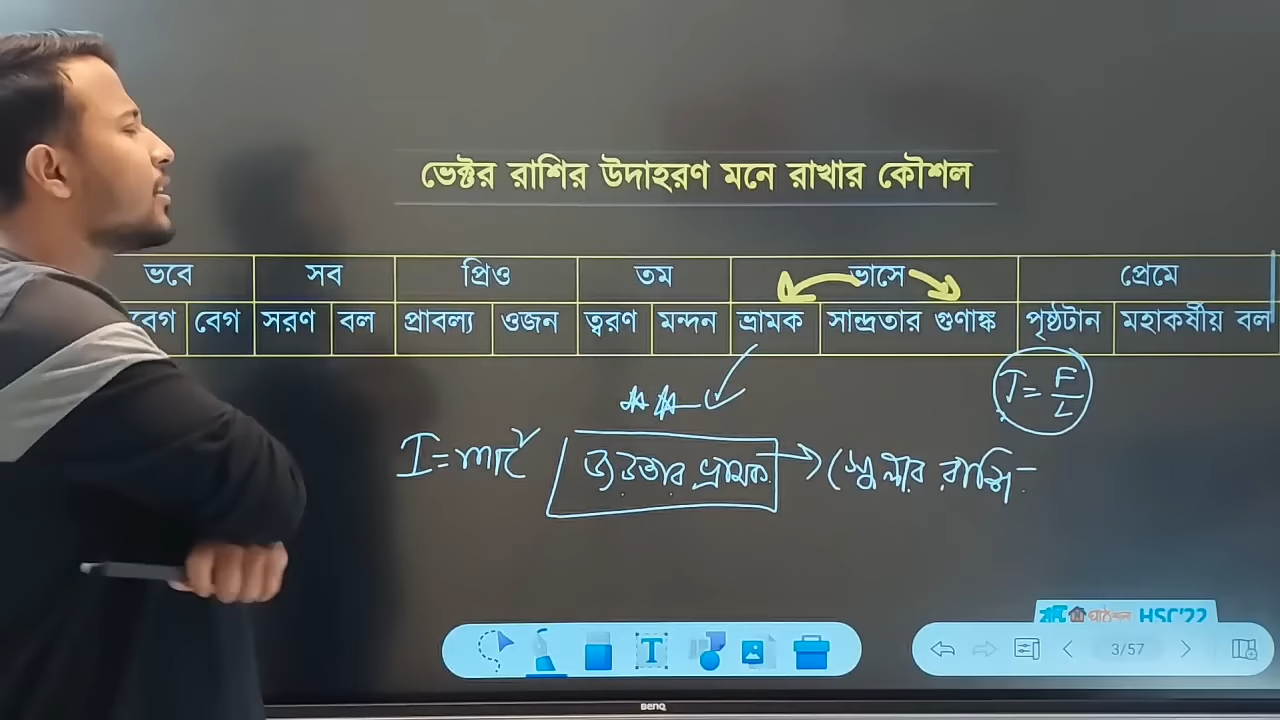 ভেক্টর রাশির উদাহরণ মনে রাখার কৌশল
ভবে সব প্রিও তম ভাসে প্রেমে
বেগ সরণ বল প্রাবল্য ওজন ত্বরণ মন্দন ভ্রামক সান্দ্রতার গুণাঙ্ক পৃষ্ঠটান মহাকর্ষীয় বল
T = F/L
জড়তার ভ্রামক → স্কেলার রাশি
HSC'22
T
3/57
BENQ